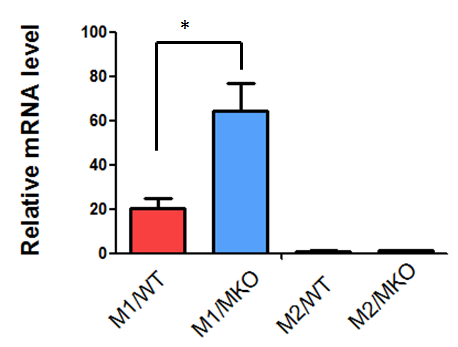 *
Relative mRNA level
100
80
60
40
20
0
M1/WT
M1/MKO
M2/WT
M2/MKO